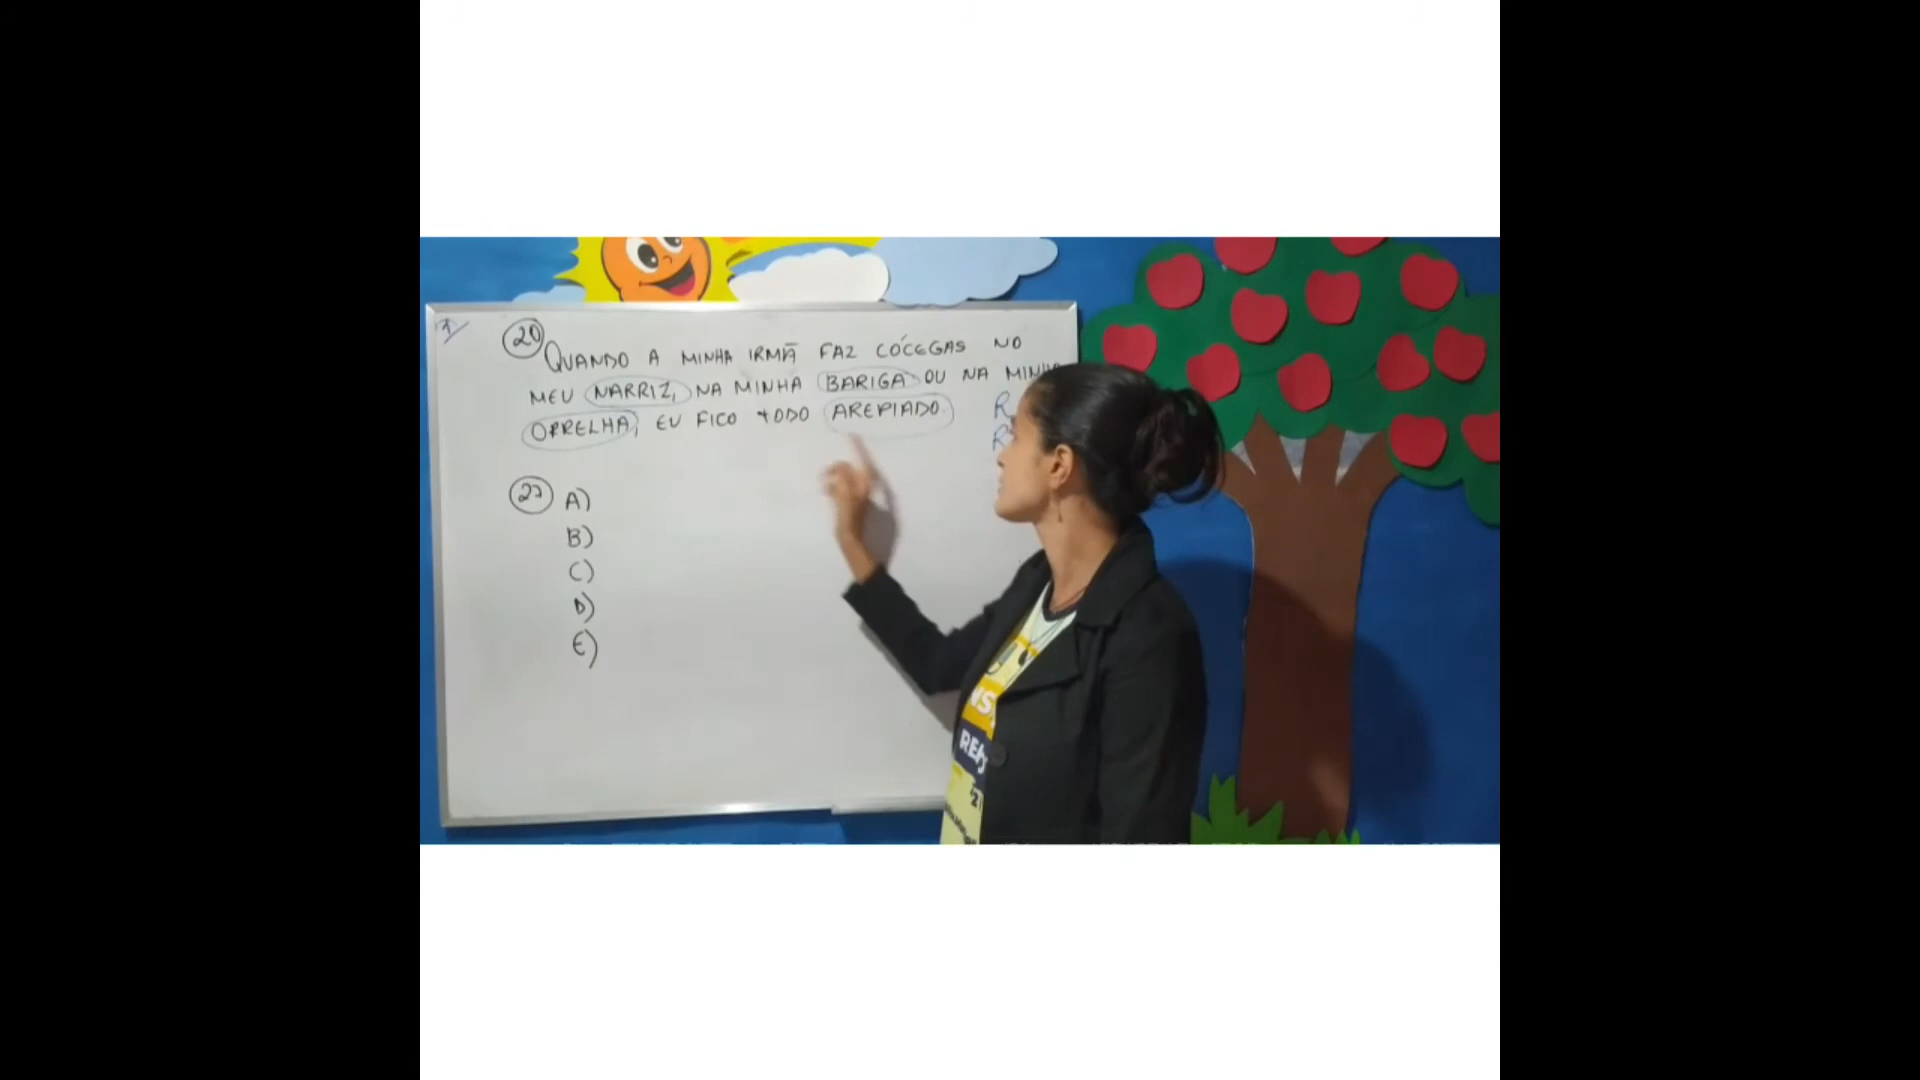 20
QUANDO A MINHA IRMÃ FAZ CÓCEGAS NO
MEU NARRIZ, NA MINHA BARIGA OU NA MINHA
ORRELHA, EU FICO TODO AREPIADO. R
R
27 A)
B)
C)
D)
E)